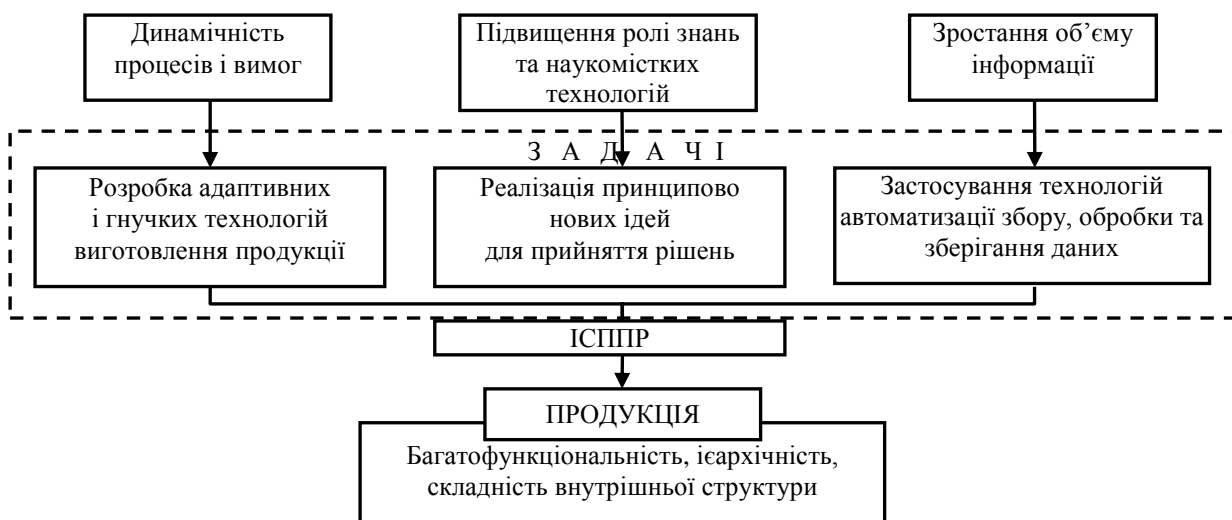 Динамічність
процесів і вимог
Підвищення ролі знань
та наукомістких
технологій
Зростання об’єму
інформації
З А Д А Ч І
Розробка адаптивних
і гнучких технологій
виготовлення продукції
Реалізація принципово
нових ідей
для прийняття рішень
Застосування технологій
автоматизації збору, обробки та
зберігання даних
ІСППР
ПРОДУКЦІЯ
Багатофункціональність, ієархічність,
складність внутрішньої структури